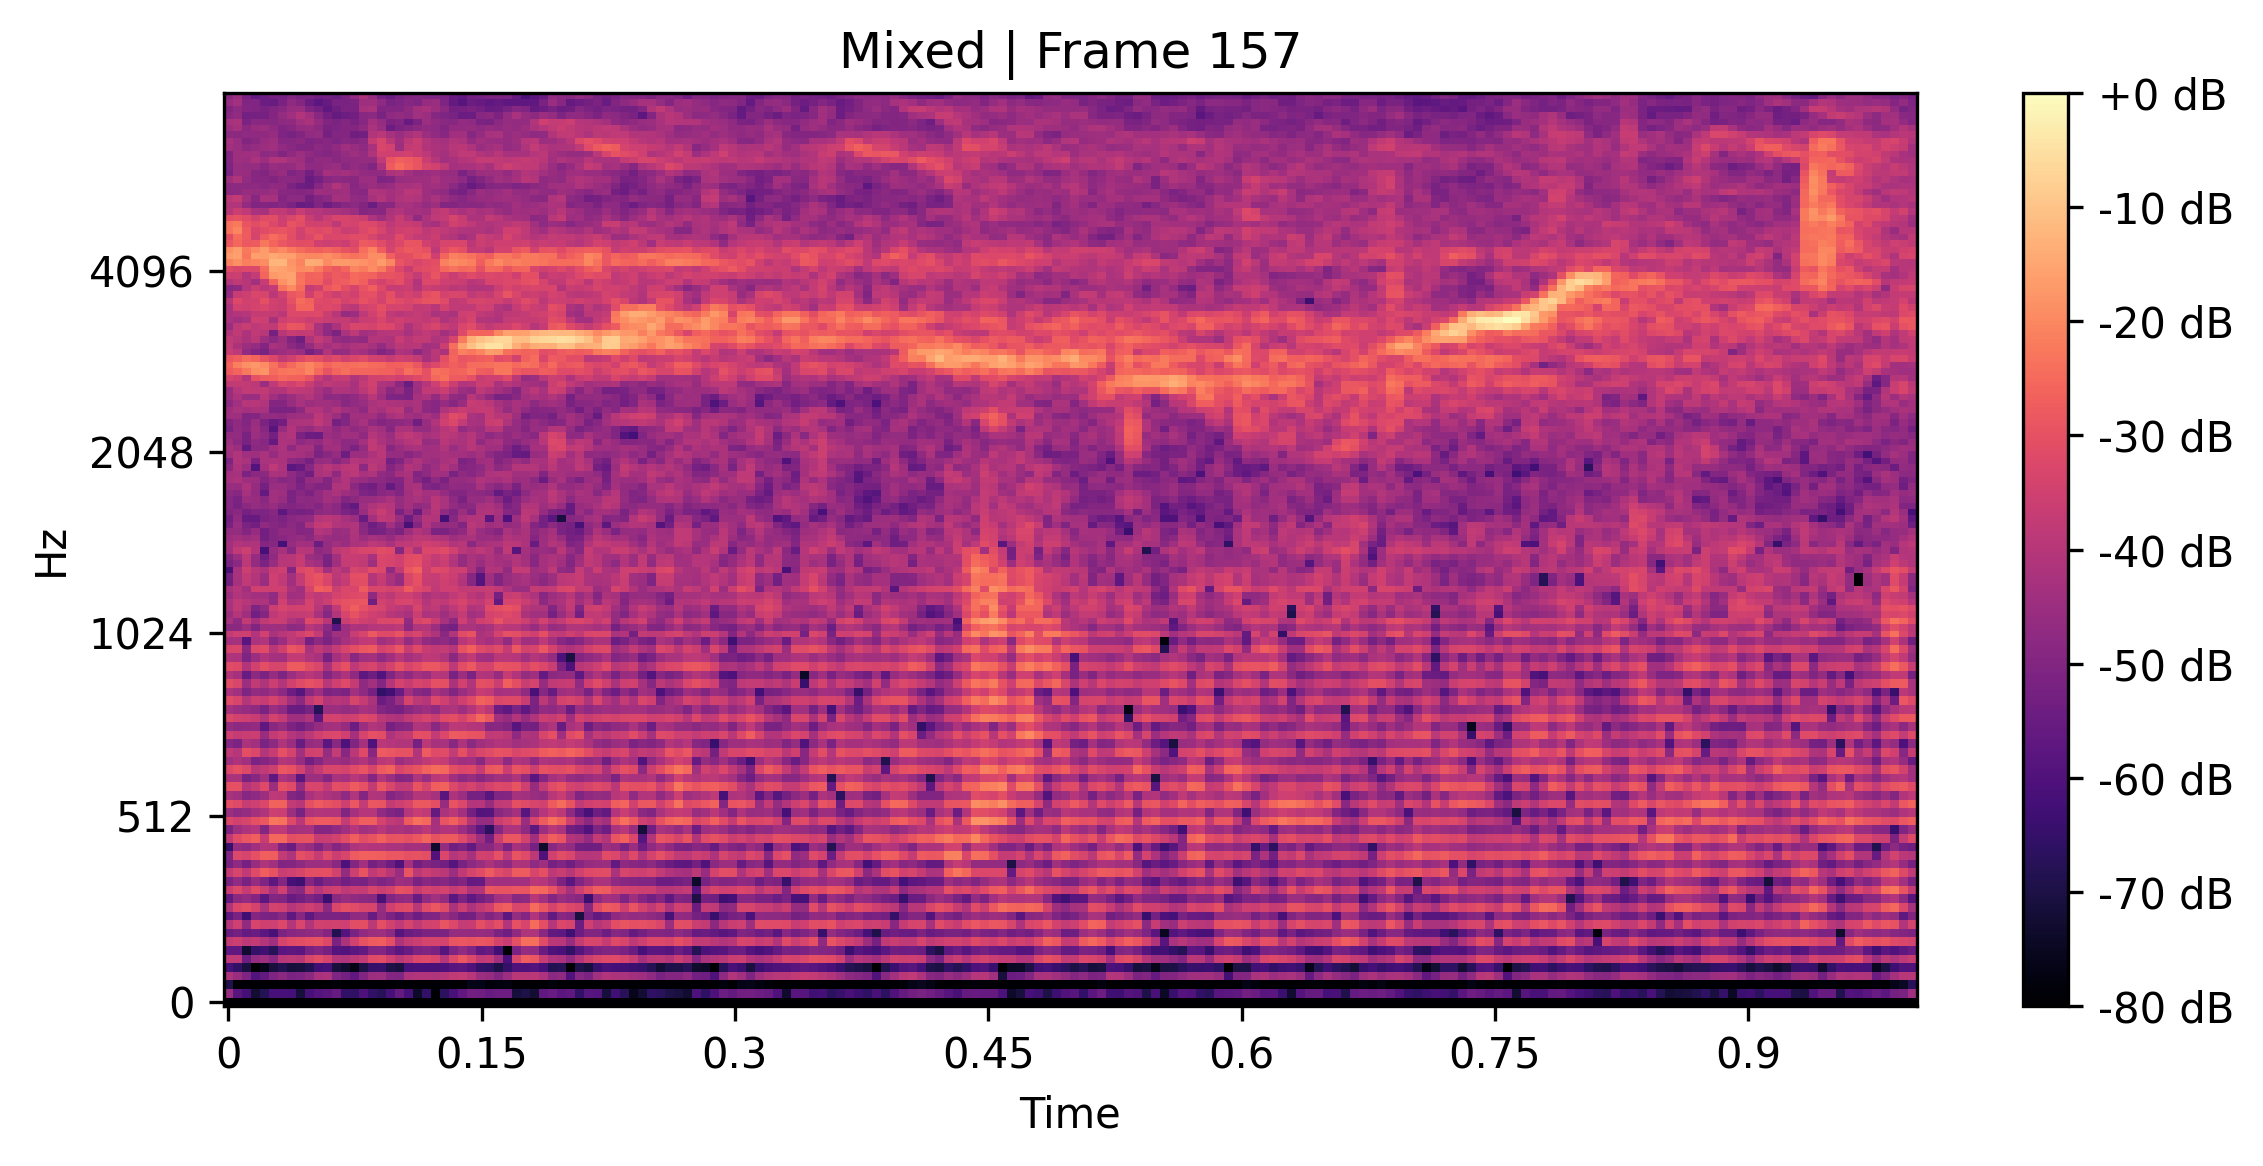 Mixed | Frame 157
+0 dB
-10 dB
-20 dB
-30 dB
-40 dB
-50 dB
-60 dB
-70 dB
-80 dB
Hz
4096
2048
1024
512
0
0 0.15 0.3 0.45 0.6 0.75 0.9
Time